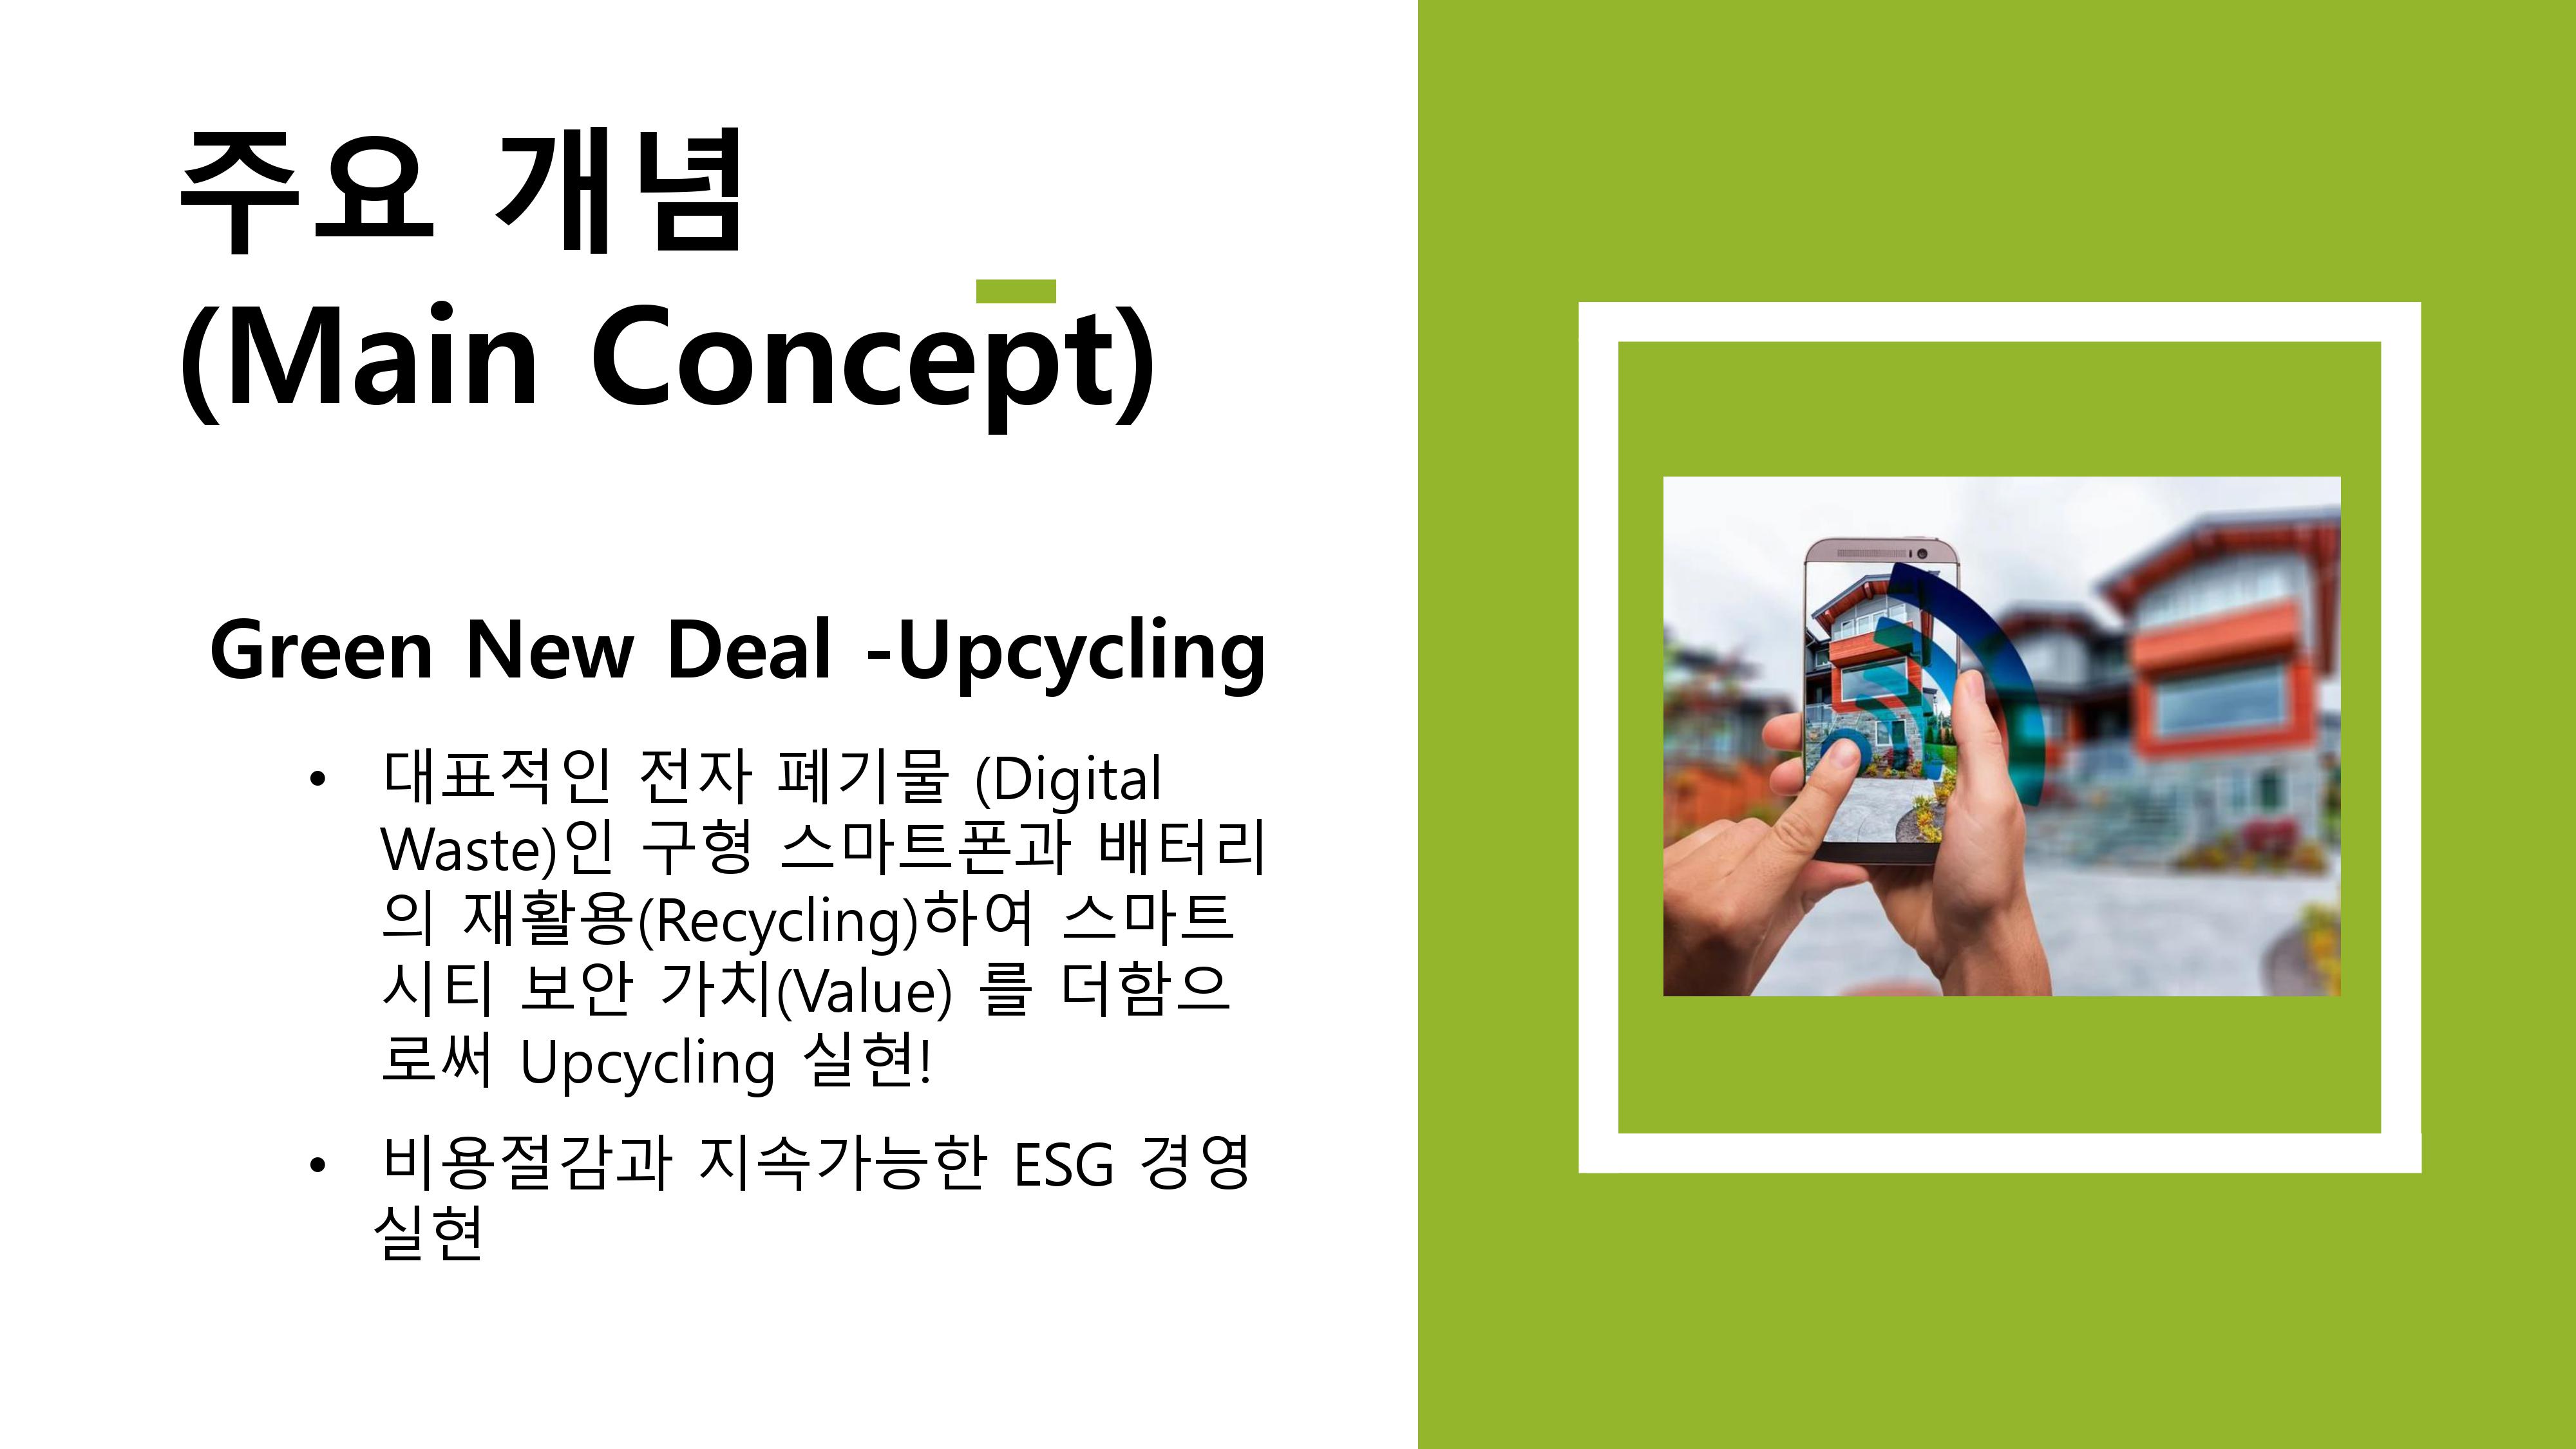 주요 개념
(Main Concept)
Green New Deal -Upcycling
• 대표적인 전자 폐기물 (Digital
Waste)인 구형 스마트폰과 배터리
의 재활용(Recycling)하여 스마트
시티 보안 가치(Value) 를 더함으
로써 Upcycling 실현!
• 비용절감과 지속가능한 ESG 경영
실현